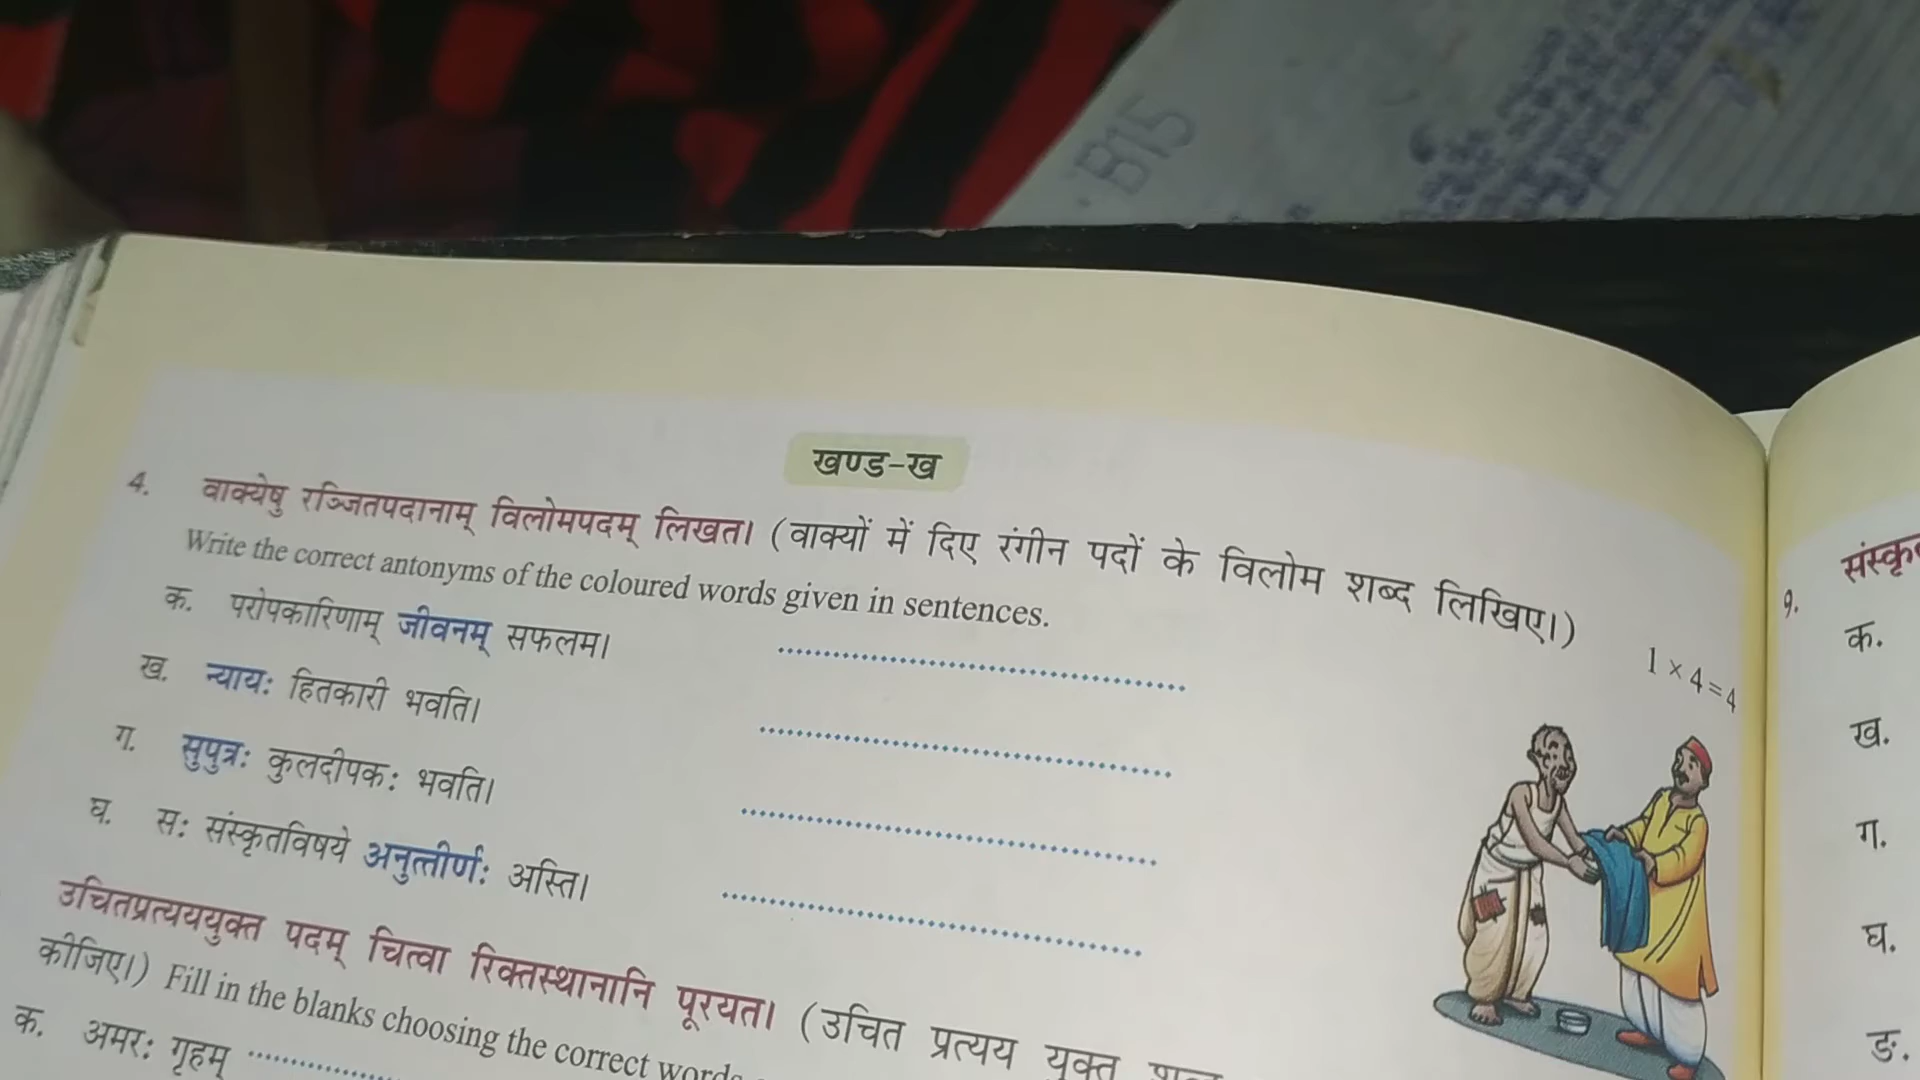 B15
खण्ड-ख
4. वाक्येषु रञ्जितपदानाम् विलोमपदम् लिखत। (वाक्यों में दिए रंगीन पदों के विलोम शब्द लिखिए।)
Write the correct antonyms of the coloured words given in sentences. 1 × 4 = 4
क. परोपकारिणाम् जीवनम् सफलम।
ख. न्यायः हितकारी भवति।
ग. सुपुत्रः कुलदीपकः भवति।
घ. सः संस्कृतविषये अनुत्तीर्णः अस्ति।
उचितप्रत्यययुक्त पदम् चित्वा रिक्तस्थानानि पूरयत। (उचित प्रत्यय युक्त
कीजिए।) Fill in the blanks choosing the correct words
क. अमरः गृहम्
9.
क.
ख.
ग.
घ.
ङ.